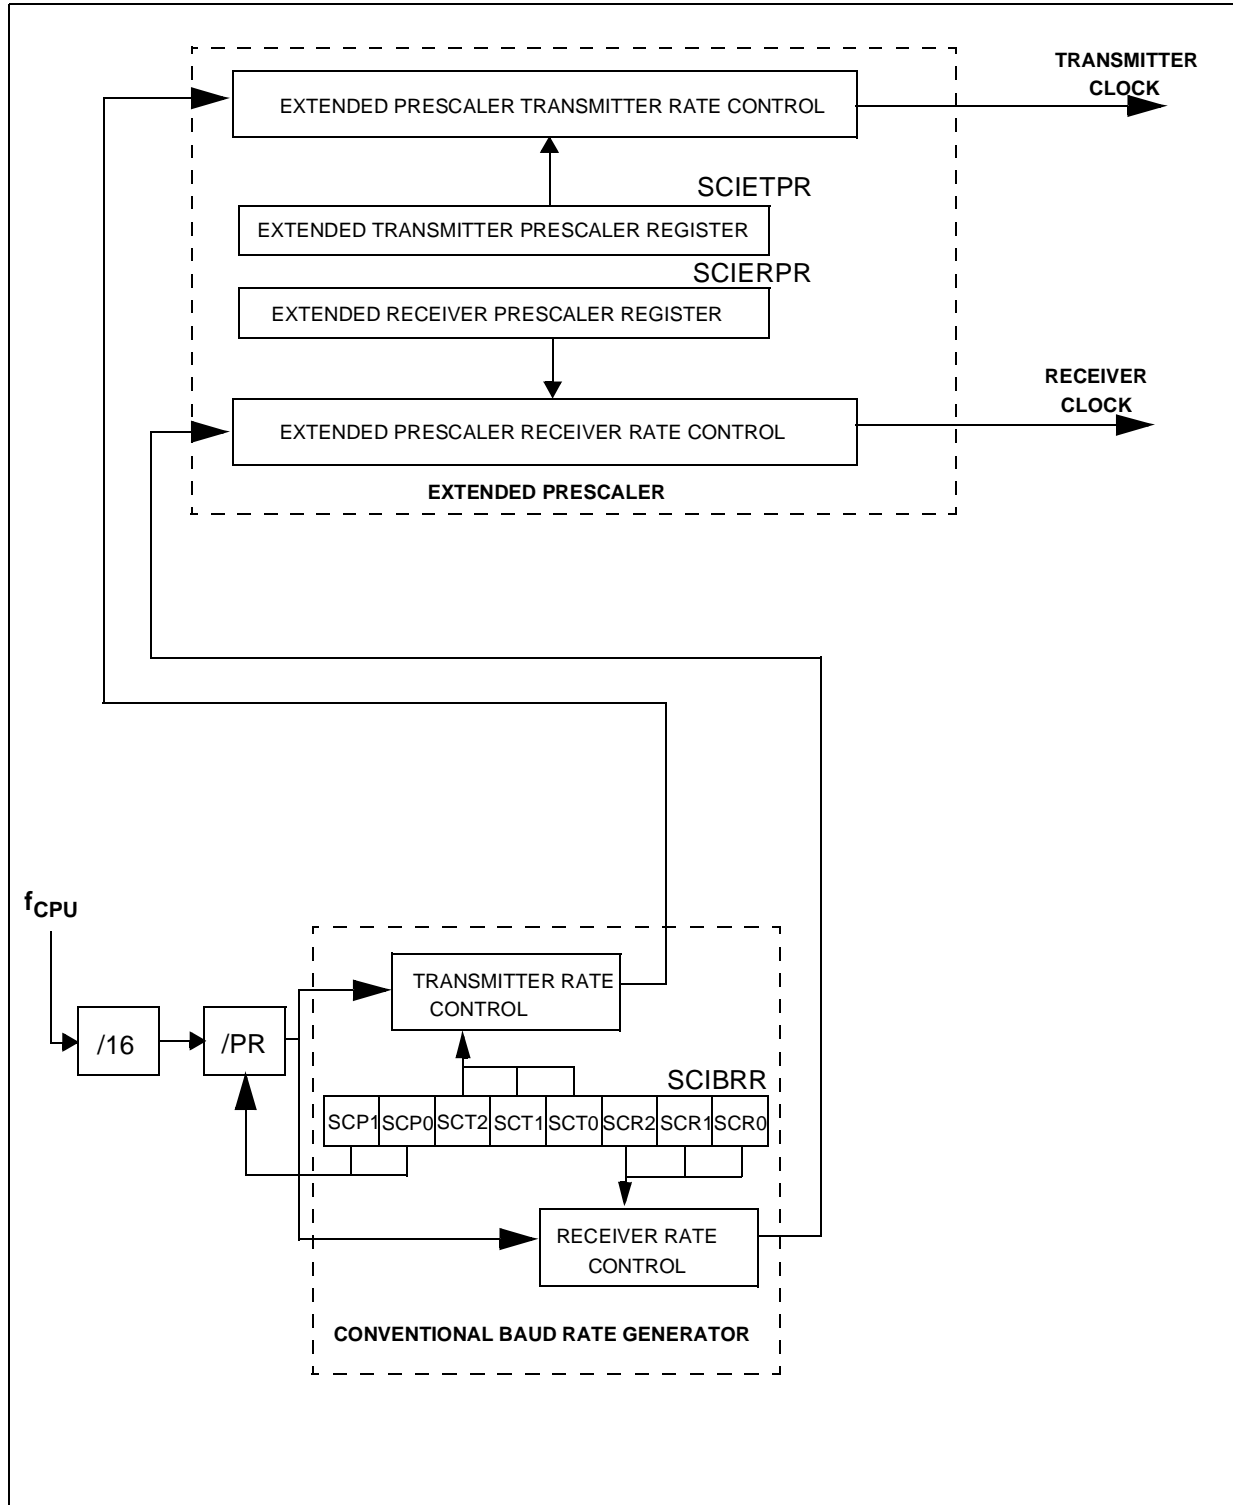 TRANSMITTER
CLOCK
EXTENDED PRESCALER TRANSMITTER RATE CONTROL
SCIETPR
EXTENDED TRANSMITTER PRESCALER REGISTER
SCIERPR
EXTENDED RECEIVER PRESCALER REGISTER
RECEIVER
CLOCK
EXTENDED PRESCALER RECEIVER RATE CONTROL
EXTENDED PRESCALER
fCPU
TRANSMITTER RATE
CONTROL
/16
/PR
SCIBRR
SCP1 SCP0 SCT2 SCT1 SCT0 SCR2 SCR1 SCR0
RECEIVER RATE
CONTROL
CONVENTIONAL BAUD RATE GENERATOR